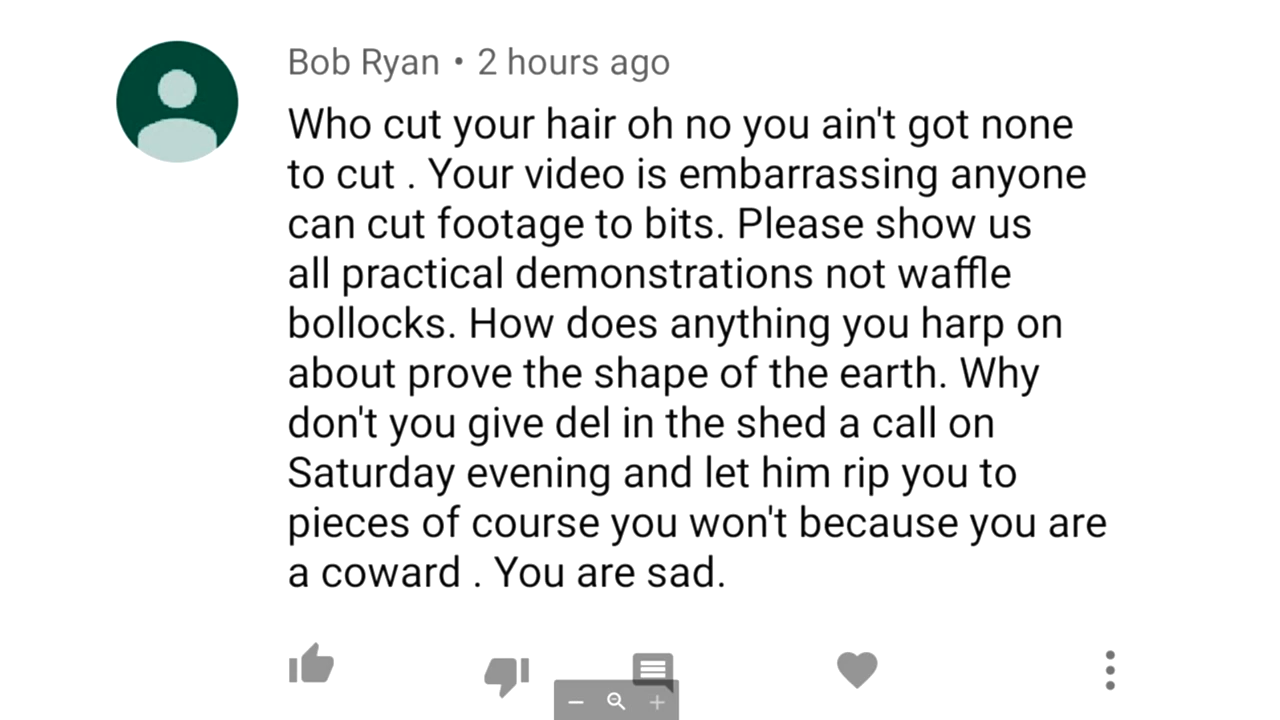 Bob Ryan • 2 hours ago
Who cut your hair oh no you ain't got none
to cut . Your video is embarrassing anyone
can cut footage to bits. Please show us
all practical demonstrations not waffle
bollocks. How does anything you harp on
about prove the shape of the earth. Why
don't you give del in the shed a call on
Saturday evening and let him rip you to
pieces of course you won't because you are
a coward . You are sad.